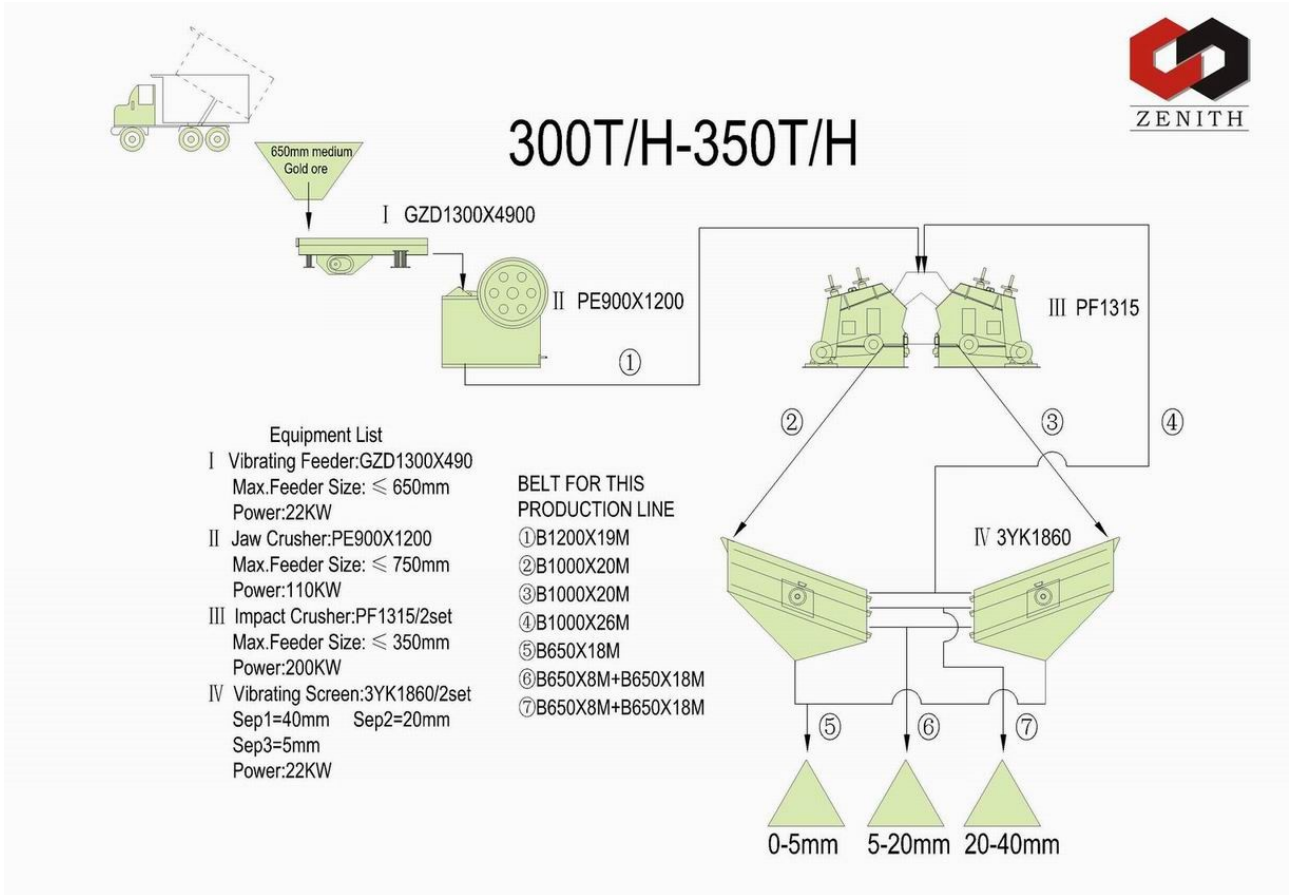 ZENITH
300T/H-350T/H
650mm medium
Gold ore
Ⅰ GZD1300X4900
Ⅱ PE900X1200
Ⅲ PF1315
①
②
③
④
Equipment List
Ⅰ Vibrating Feeder:GZD1300X490
Max.Feeder Size: ≤ 650mm
Power:22KW
Ⅱ Jaw Crusher:PE900X1200
Max.Feeder Size: ≤ 750mm
Power:110KW
Ⅲ Impact Crusher:PF1315/2set
Max.Feeder Size: ≤ 350mm
Power:200KW
Ⅳ Vibrating Screen:3YK1860/2set
Sep1=40mm Sep2=20mm
Sep3=5mm
Power:22KW
BELT FOR THIS
PRODUCTION LINE
①B1200X19M
②B1000X20M
③B1000X20M
④B1000X26M
⑤B650X18M
⑥B650X8M+B650X18M
⑦B650X8M+B650X18M
Ⅳ 3YK1860
⑤
⑥
⑦
0-5mm
5-20mm
20-40mm